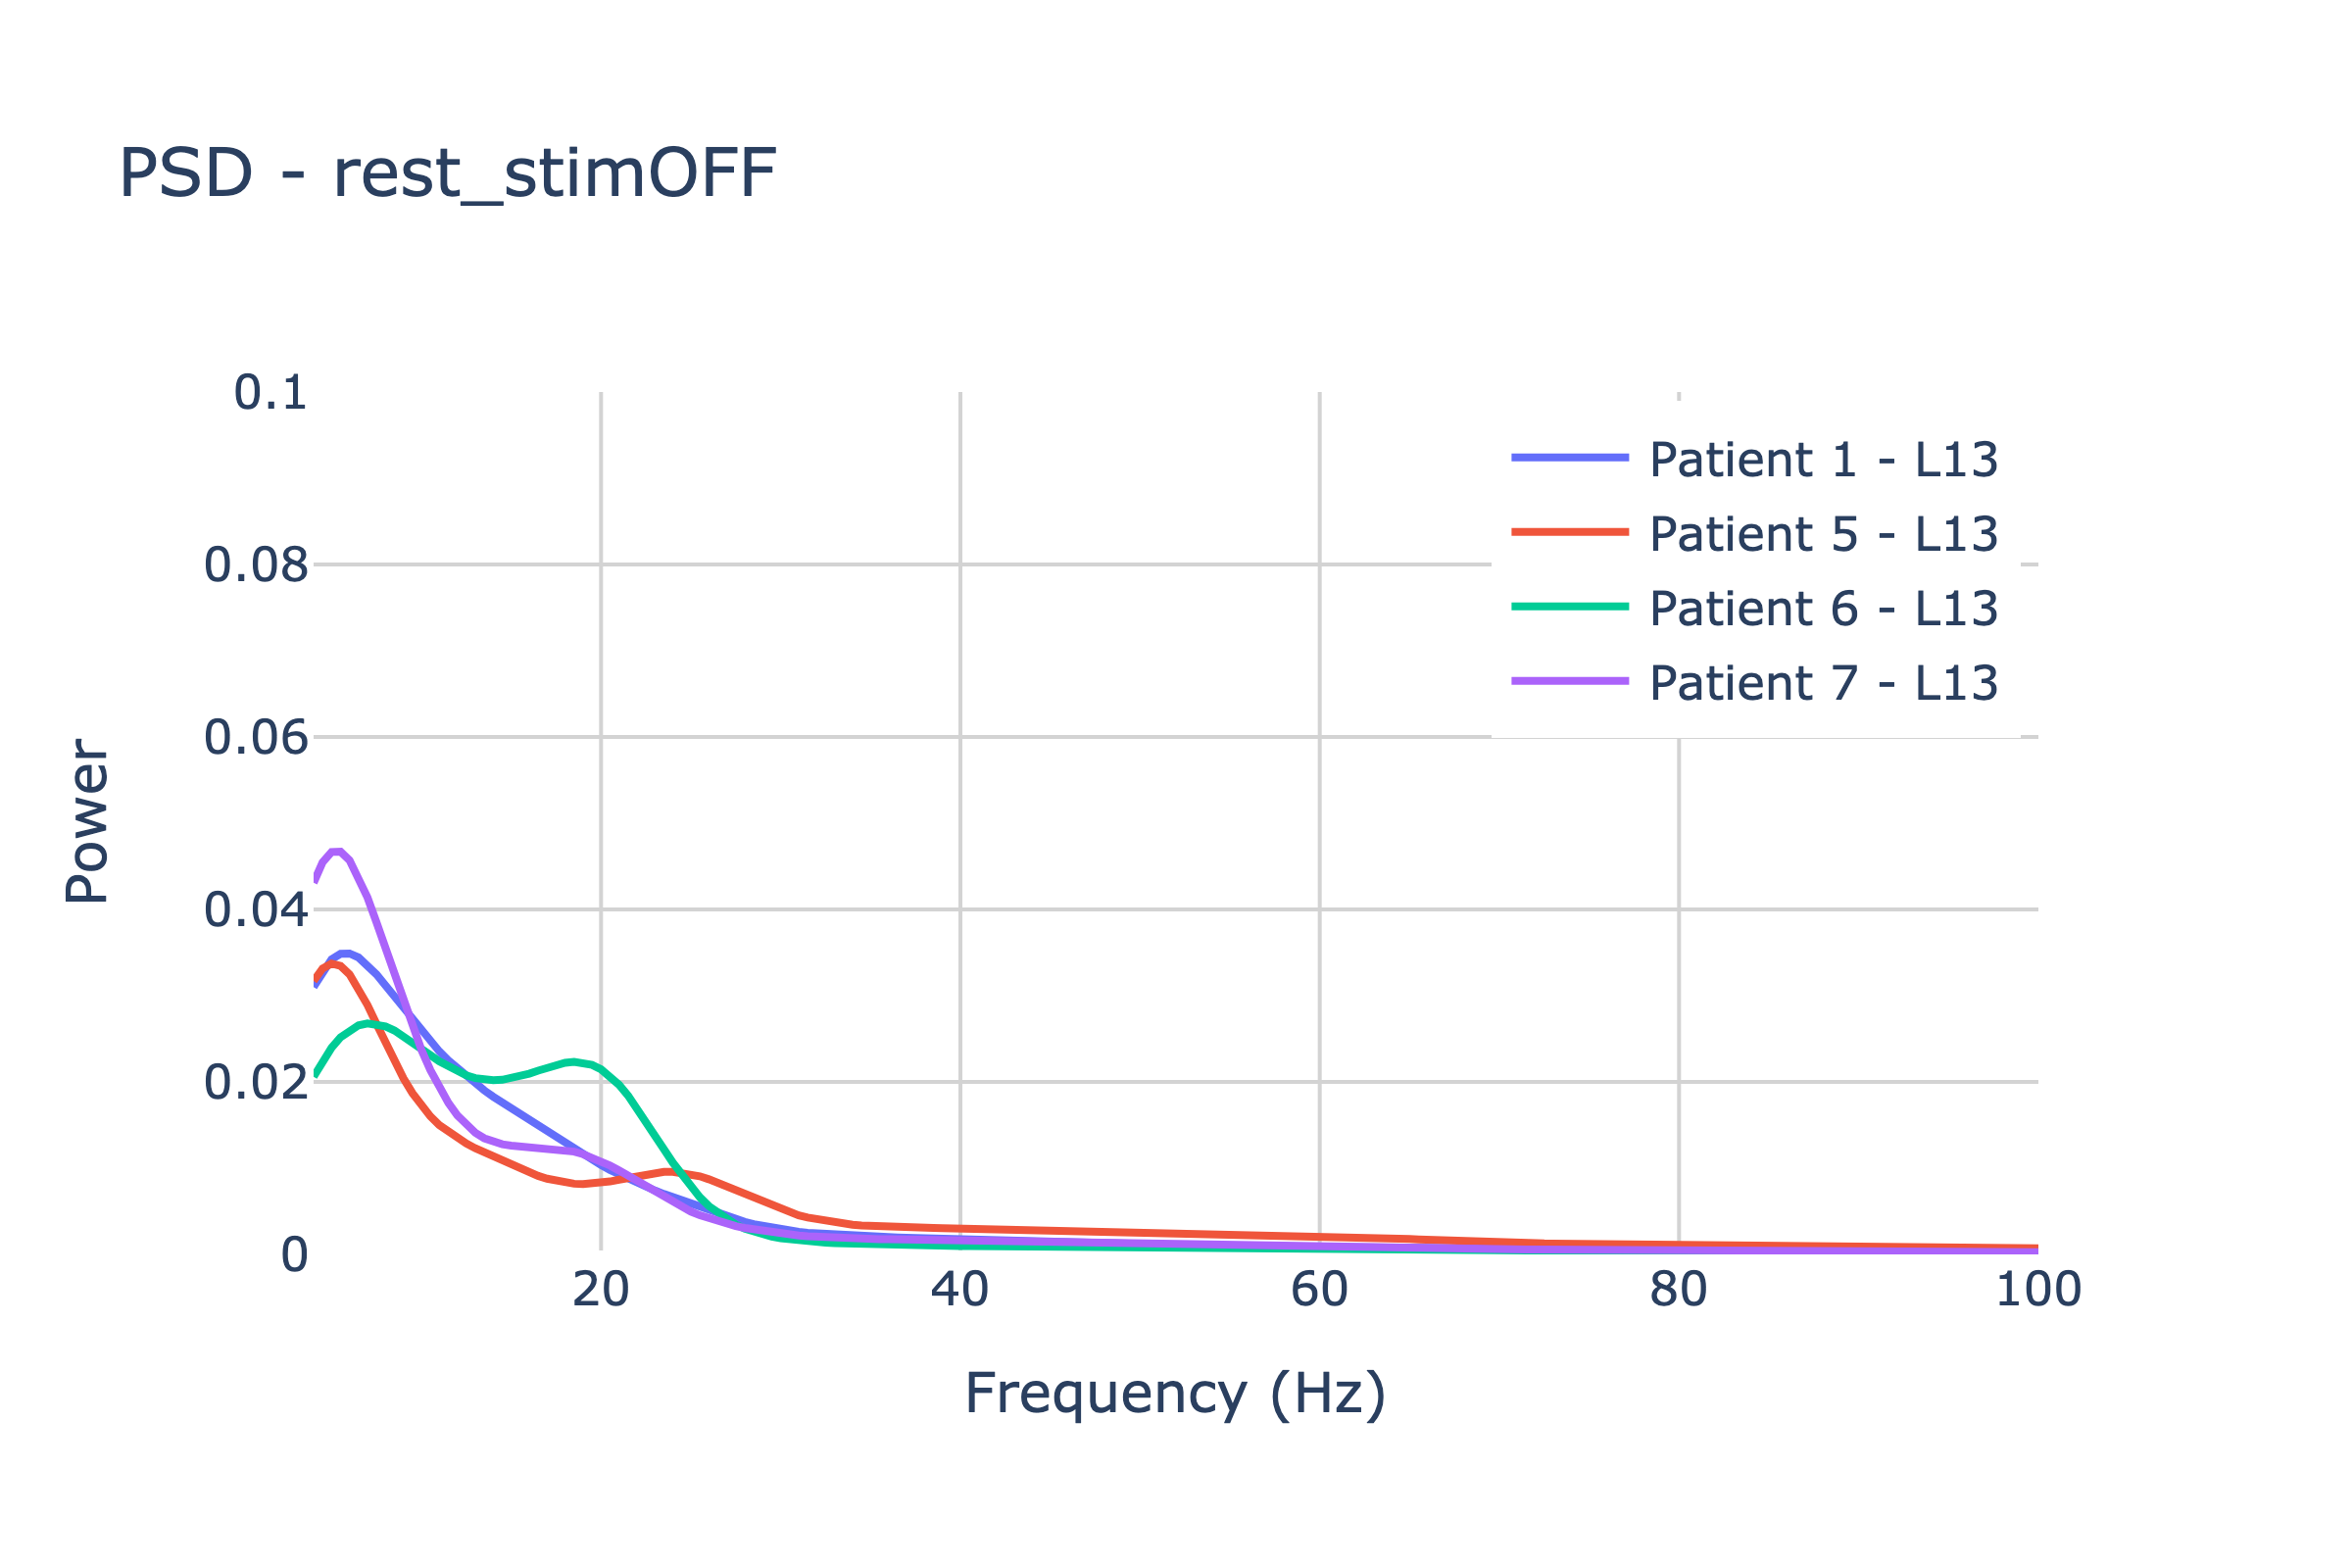 PSD - rest_stimOFF
0.1
0.08
0.06
0.04
0.02
0
Power
20 40 60 80 100
Frequency (Hz)
Patient 1 - L13
Patient 5 - L13
Patient 6 - L13
Patient 7 - L13